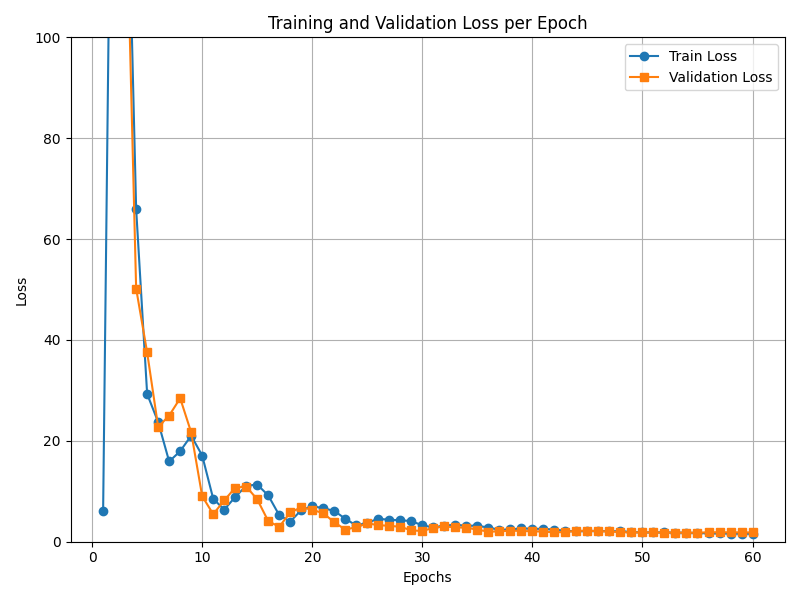 Training and Validation Loss per Epoch
Train Loss
Validation Loss
Loss
100
80
60
40
20
0
0 10 20 30 40 50 60
Epochs